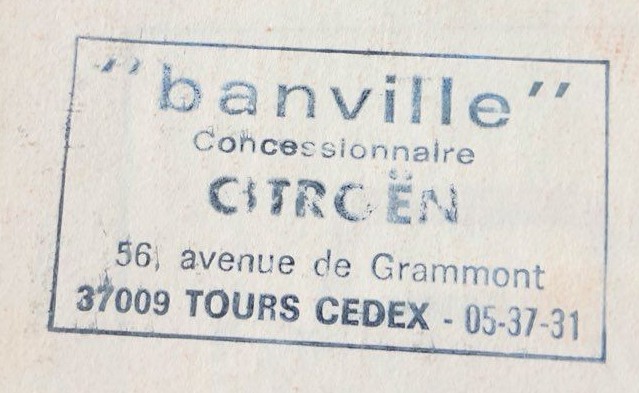 "banville"
Concessionnaire
CITROËN
56, avenue de Grammont
37009 TOURS CEDEX - 05-37-31